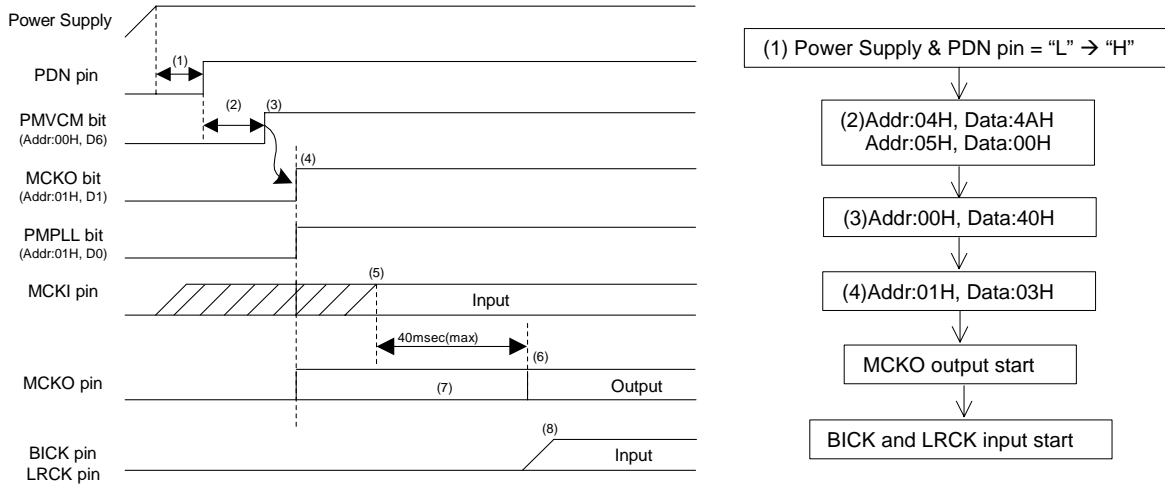 Power Supply
(1)
PDN pin
(2)
(3)
PMVCM bit
(Addr:00H, D6)
(4)
MCKO bit
(Addr:01H, D1)
PMPLL bit
(Addr:01H, D0)
(5)
MCKI pin
Input
40msec(max)
(6)
MCKO pin
(7)
Output
(8)
BICK pin
LRCK pin
Input
(1) Power Supply & PDN pin = “L” → “H”
(2)Addr:04H, Data:4AH
Addr:05H, Data:00H
(3)Addr:00H, Data:40H
(4)Addr:01H, Data:03H
MCKO output start
BICK and LRCK input start